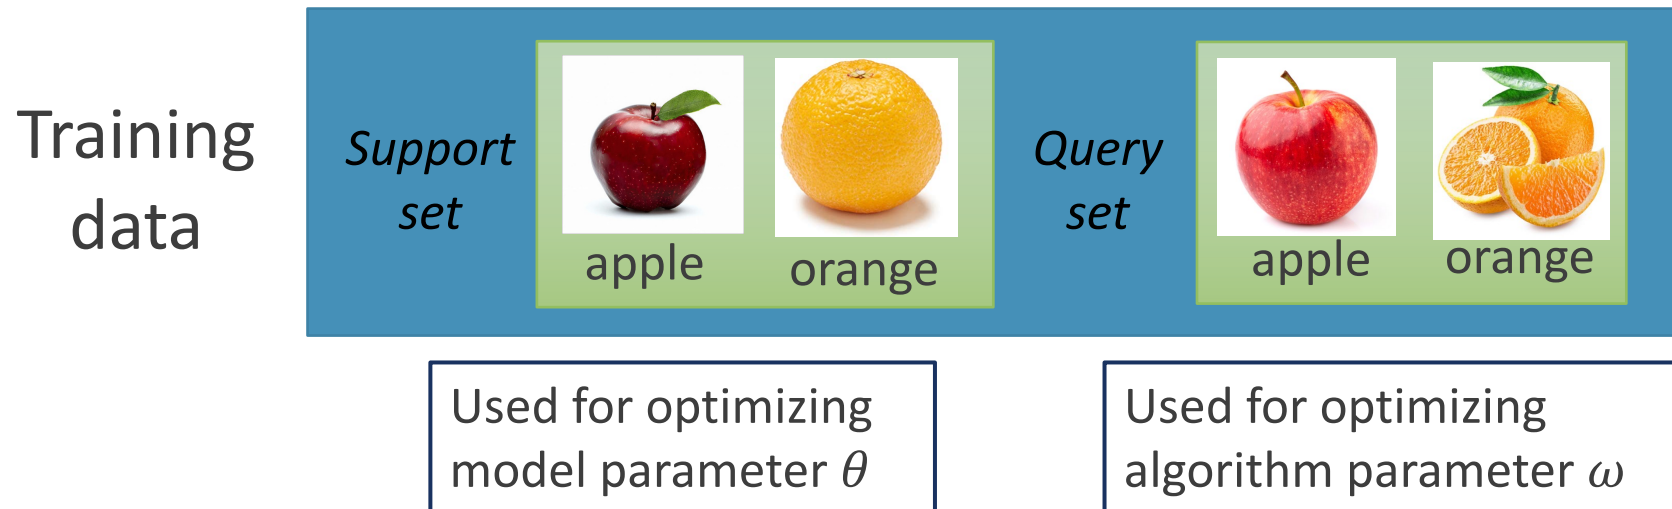 Training
data
Support
set
apple
orange
Query
set
apple
orange
Used for optimizing
model parameter θ
Used for optimizing
algorithm parameter ω